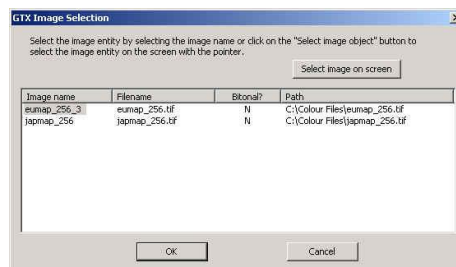 GTX Image Selection
Select the image entity by selecting the image name or click on the "Select image object" button to
select the image entity on the screen with the pointer.
Select image on screen
Image name Filename Bitonal? Path
eumap_256_3 eumap_256.tif N C:\Colour Files\eumap_256.tif
japmap_256 japmap_256.tif N C:\Colour Files\japmap_256.tif
OK Cancel